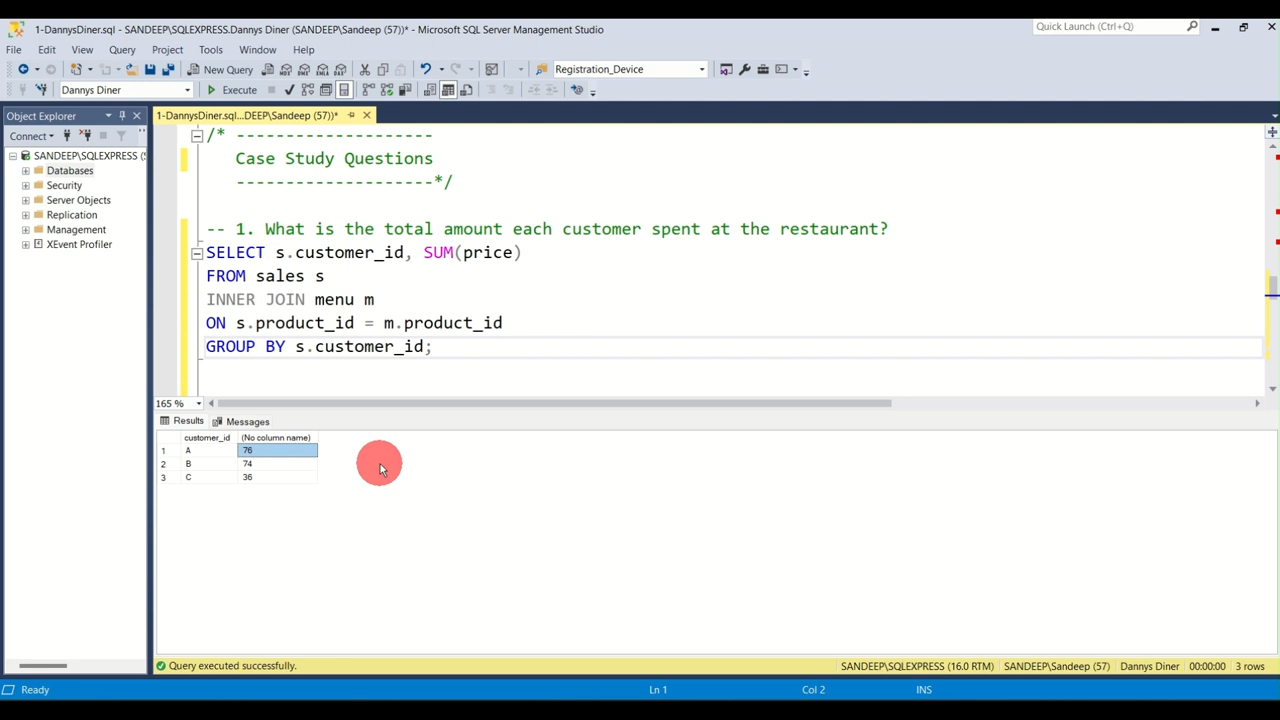 1-DannysDiner.sql - SANDEEP\SQLEXPRESS.Dannys Diner (SANDEEP\Sandeep (57))* - Microsoft SQL Server Management Studio
Quick Launch (Ctrl+Q)
File Edit View Query Project Tools Window Help
New Query
MDX DMX XMLA DAX
Registration_Device
Dannys Diner
Execute
Object Explorer
1-DannysDiner.sql...DEEP\Sandeep (57))*
Connect
SANDEEP\SQLEXPRESS (
Databases
Security
Server Objects
Replication
Management
XEvent Profiler
/* --------------------
Case Study Questions
--------------------*/
-- 1. What is the total amount each customer spent at the restaurant?
SELECT s.customer_id, SUM(price)
FROM sales s
INNER JOIN menu m
ON s.product_id = m.product_id
GROUP BY s.customer_id;
165 %
Results Messages
customer_id (No column name)
1 A 76
2 B 74
3 C 36
Query executed successfully.
SANDEEP\SQLEXPRESS (16.0 RTM) SANDEEP\Sandeep (57) Dannys Diner 00:00:00 3 rows
Ready Ln 1 Col 2 INS